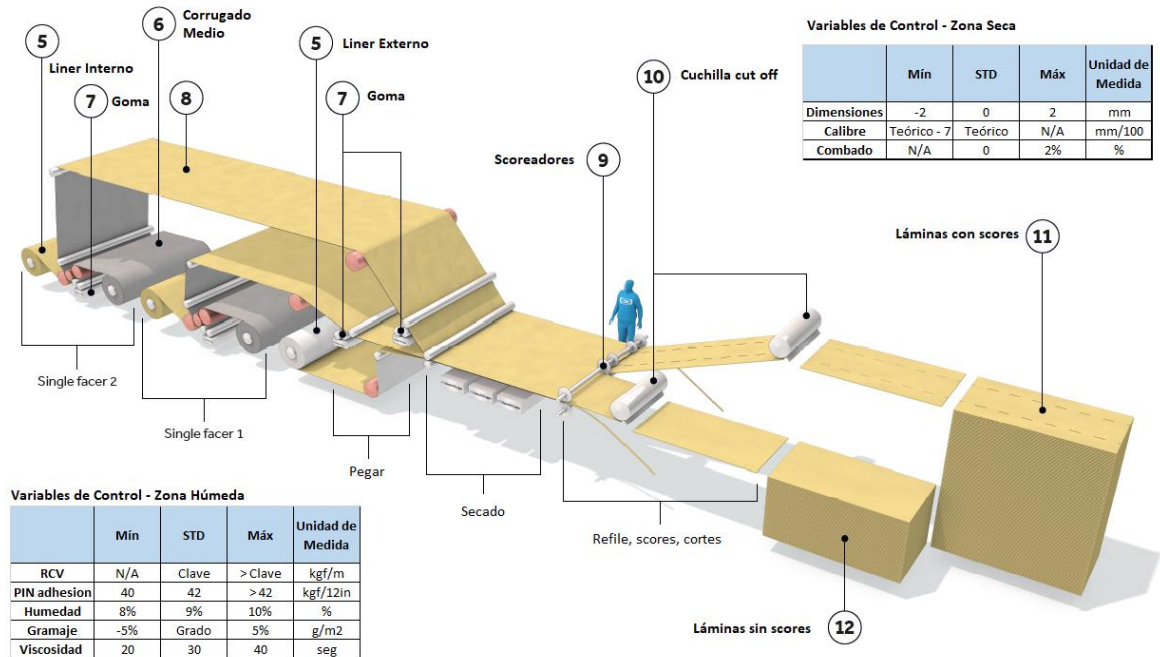 6
Corrugado
Medio
5
5
Liner Externo
Liner Interno
7
Goma
8
7
Goma
10
Cuchilla cut off
Scoreadores
9
Láminas con scores
11
Single facer 2
Single facer 1
Pegar
Secado
Refile, scores, cortes
Láminas sin scores
12
Variables de Control - Zona Seca
Mín STD Máx Unidad de Medida
Dimensiones -2 0 2 mm
Calibre Teórico - 7 Teórico N/A mm/100
Combado N/A 0 2% %
Variables de Control - Zona Húmeda
Mín STD Máx Unidad de Medida
RCV N/A Clave > Clave kgf/m
PIN adhesion 40 42 > 42 kgf/12in
Humedad 8% 9% 10% %
Gramaje -5% Grado 5% g/m2
Viscosidad 20 30 40 seg